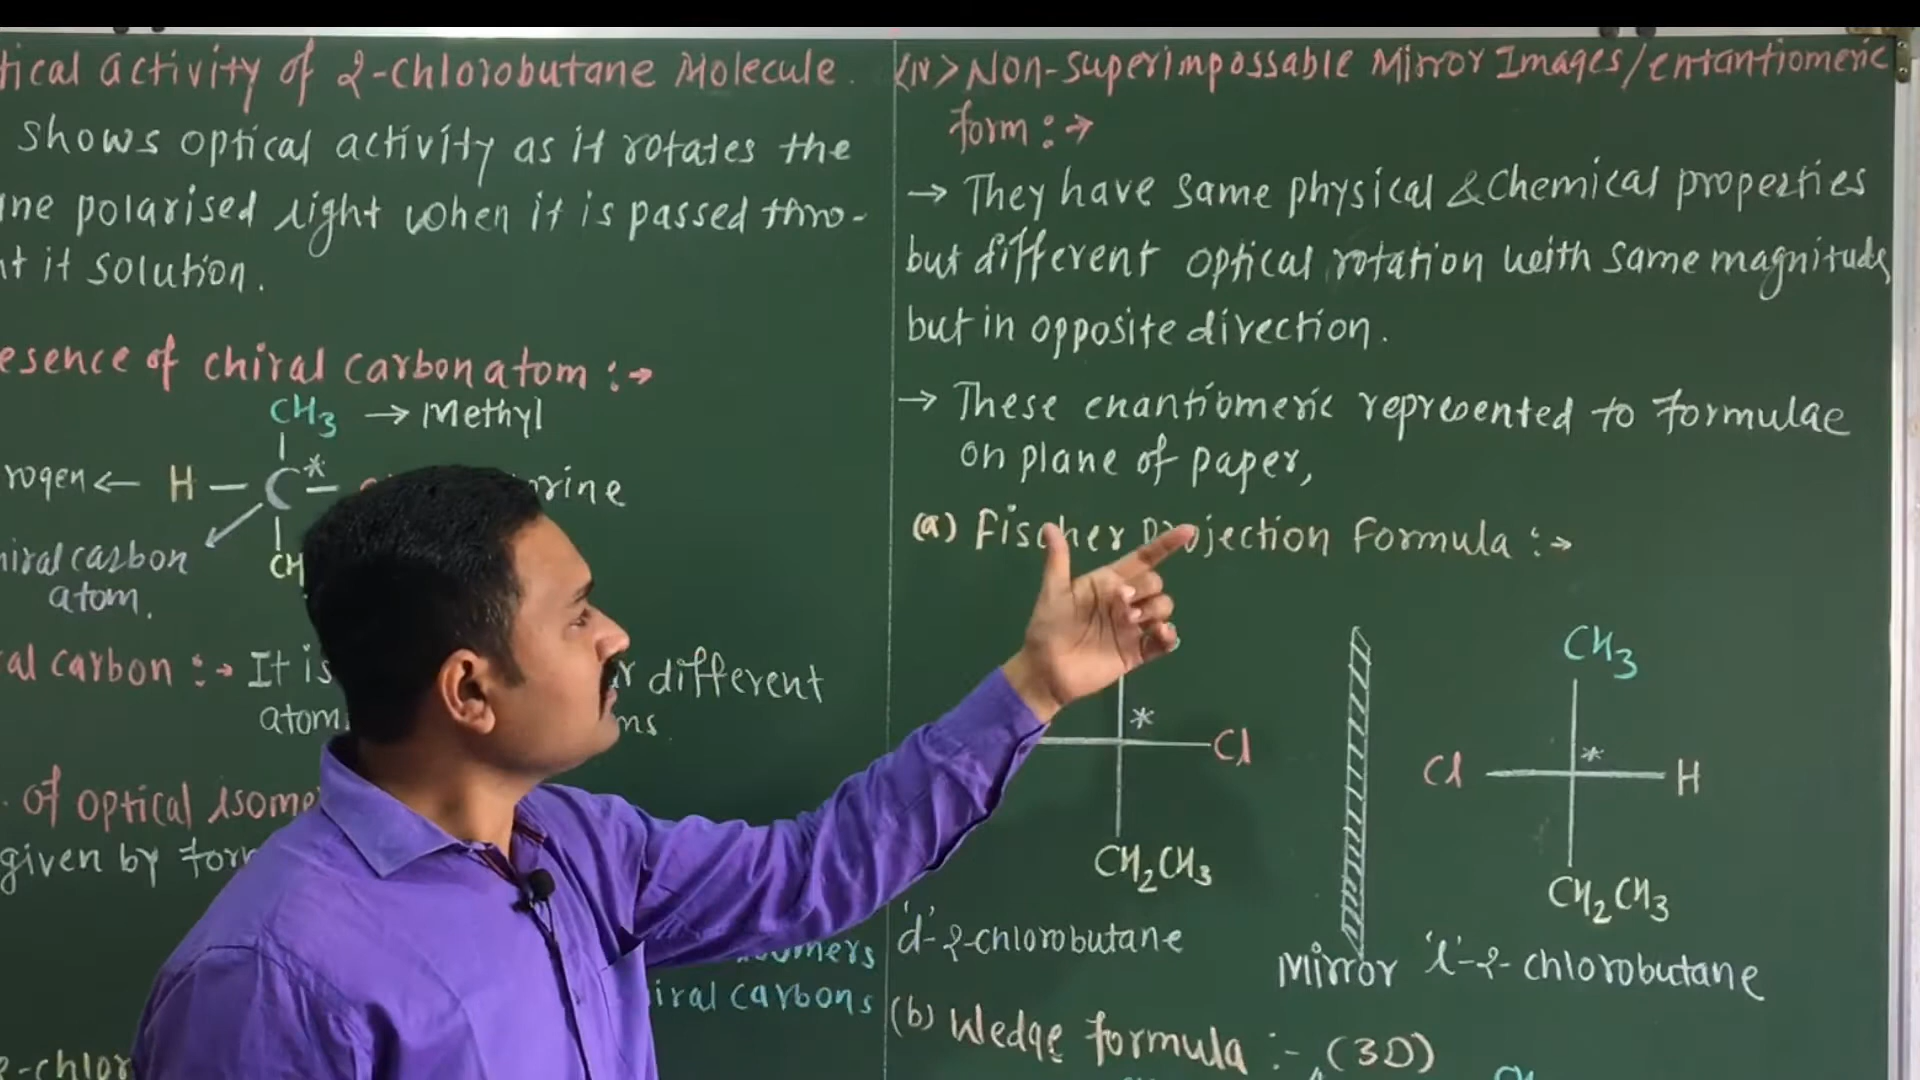 tical activity of 2-chlorobutane Molecule.
shows optical activity as it rotates the
ne polarised light when it is passed thro-
it solution.
esence of chiral carbon atom :→
CH3 → Methyl
rogen ← H — C* —
rine
hiral carbon
atom.
CH
al carbon :→ It is
different
atom
ms.
of optical isome
given by for
omers
iral carbons
2-chlor
(iv) Non-superimpossable Mirror Images/entantiomeric
form :→
→ They have same physical & Chemical properties
but different optical rotation with same magnitude
but in opposite direction.
→ These enantiomeric represented to formulae
on plane of paper,
(a) Fischer Projection Formula :→
* Cl
CH2CH3
'd'-2-chlorobutane
Mirror
CH3
Cl * H
CH2CH3
'l'-2-chlorobutane
(b) Wedge formula :- (3D)